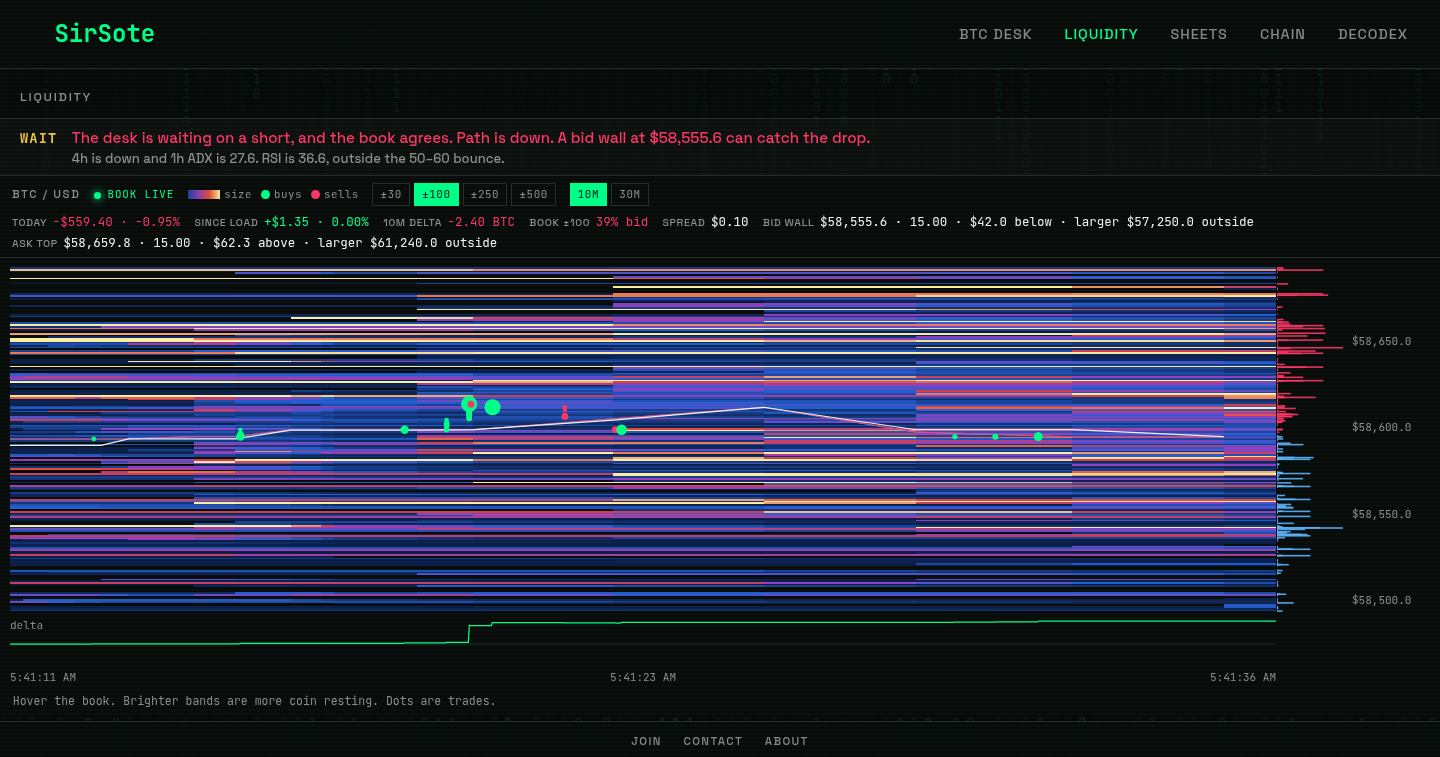 SirSote
BTC DESK LIQUIDITY SHEETS CHAIN DECODEX
LIQUIDITY
WAIT The desk is waiting on a short, and the book agrees. Path is down. A bid wall at $58,555.6 can catch the drop.
4h is down and 1h ADX is 27.6. RSI is 36.6, outside the 50–60 bounce.
BTC / USD BOOK LIVE size buys sells ±30 ±100 ±250 ±500 10M 30M
TODAY -$559.40 · -0.95% SINCE LOAD +$1.35 · 0.00% 10M DELTA -2.40 BTC BOOK ±100 39% bid SPREAD $0.10 BID WALL $58,555.6 · 15.00 · $42.0 below · larger $57,250.0 outside
ASK TOP $58,659.8 · 15.00 · $62.3 above · larger $61,240.0 outside
$58,650.0
$58,600.0
$58,550.0
$58,500.0
delta
5:41:11 AM 5:41:23 AM 5:41:36 AM
Hover the book. Brighter bands are more coin resting. Dots are trades.
JOIN CONTACT ABOUT